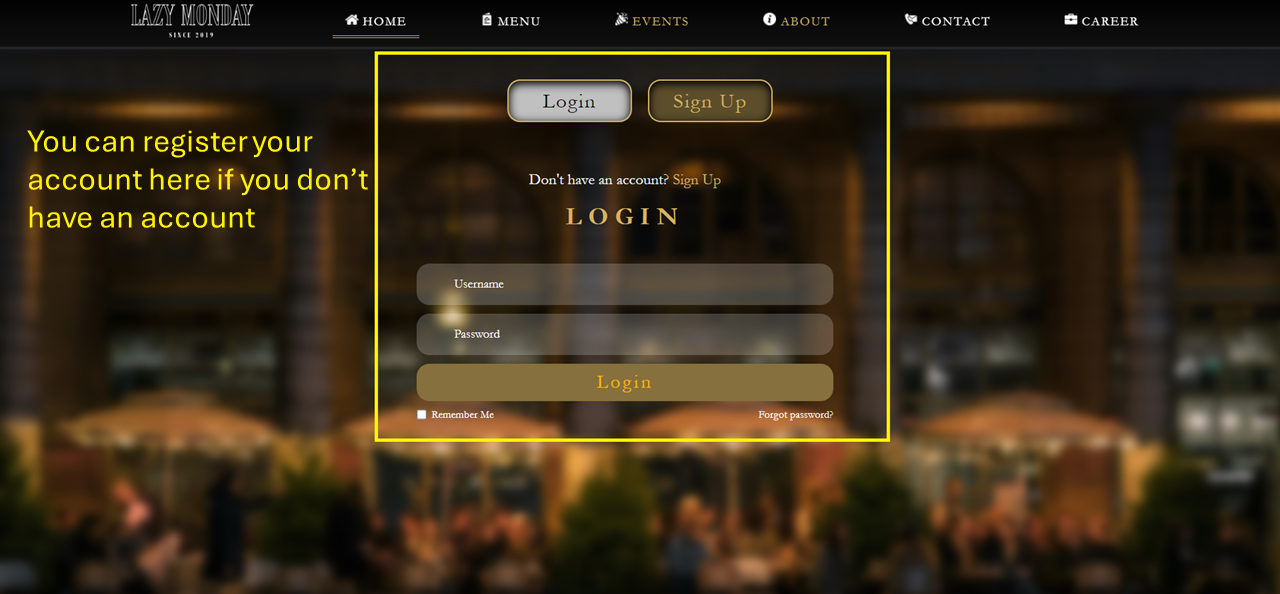 LAZY MONDAY
SINCE 2019
HOME MENU EVENTS ABOUT CONTACT CAREER
Login Sign Up
You can register your
account here if you don’t
have an account
Don't have an account? Sign Up
LOGIN
Username
Password
Login
Remember Me Forgot password?